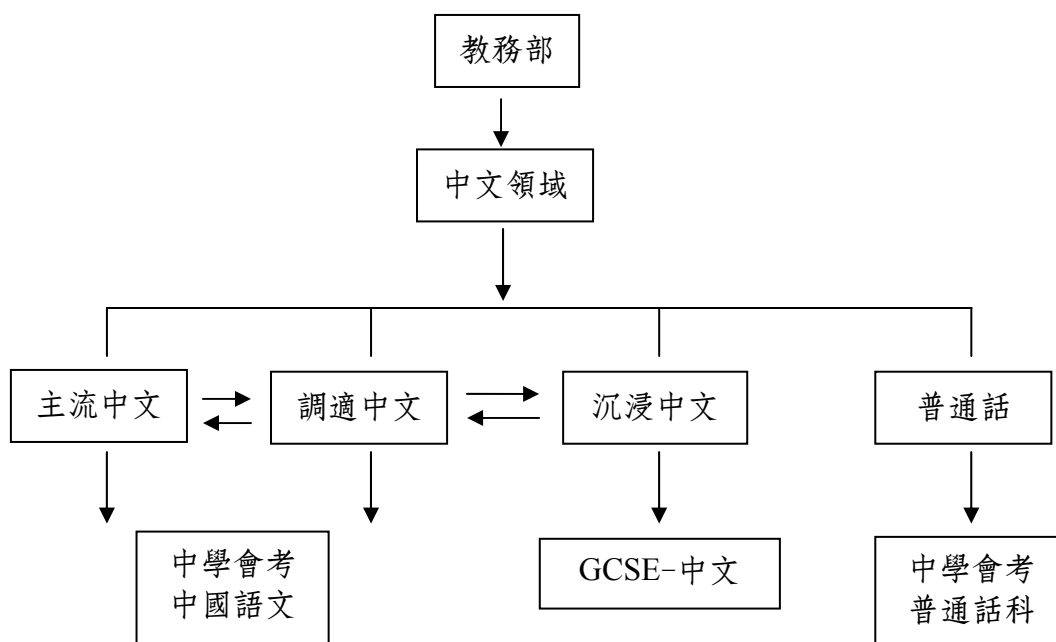 教務部
中文領域
主流中文
調適中文
沉浸中文
普通話
中學會考
中國語文
GCSE-中文
中學會考
普通話科